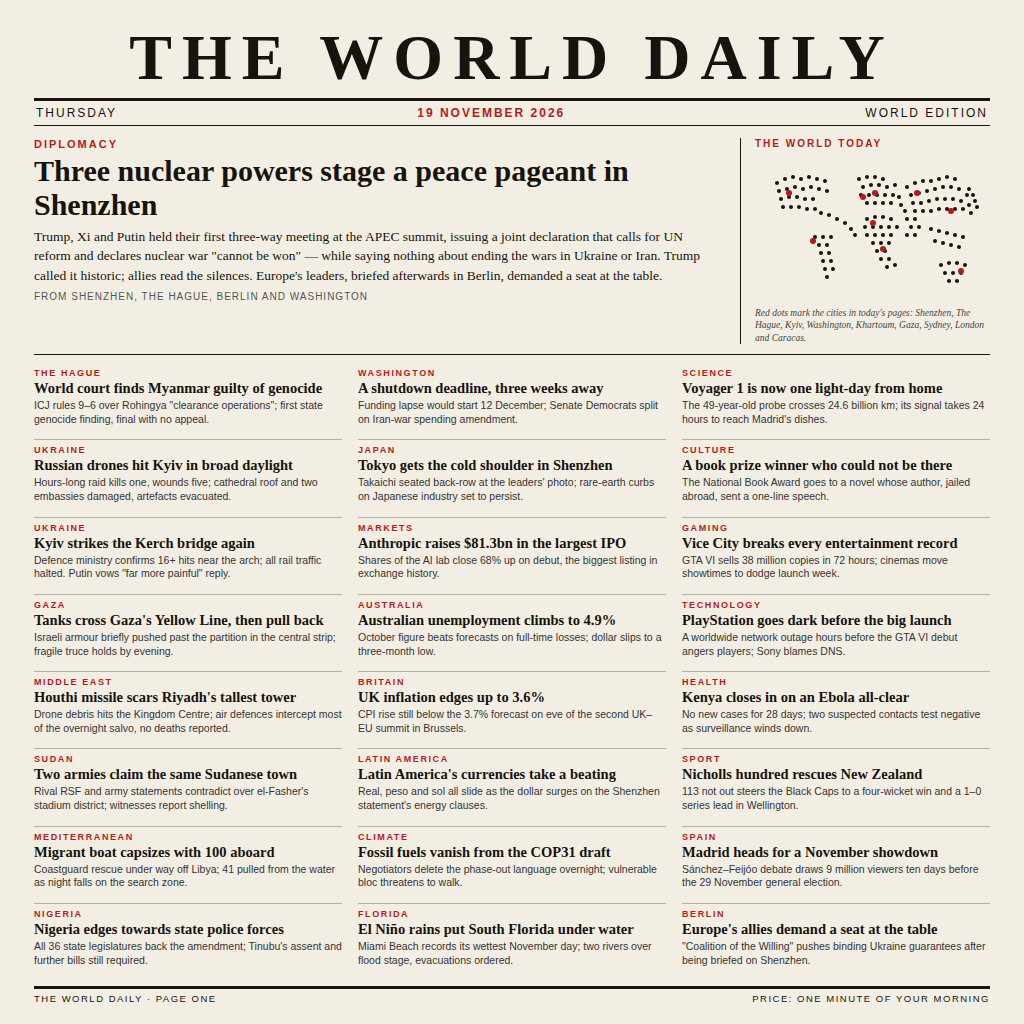 THE WORLD DAILY
THURSDAY
19 NOVEMBER 2026
WORLD EDITION
DIPLOMACY
Three nuclear powers stage a peace pageant in
Shenzhen
Trump, Xi and Putin held their first three-way meeting at the APEC summit, issuing a joint declaration that calls for UN
reform and declares nuclear war "cannot be won" — while saying nothing about ending the wars in Ukraine or Iran. Trump
called it historic; allies read the silences. Europe's leaders, briefed afterwards in Berlin, demanded a seat at the table.
FROM SHENZHEN, THE HAGUE, BERLIN AND WASHINGTON
THE WORLD TODAY
Red dots mark the cities in today's pages: Shenzhen, The
Hague, Kyiv, Washington, Khartoum, Gaza, Sydney, London
and Caracas.
THE HAGUE
World court finds Myanmar guilty of genocide
ICJ rules 9–6 over Rohingya "clearance operations"; first state
genocide finding, final with no appeal.
UKRAINE
Russian drones hit Kyiv in broad daylight
Hours-long raid kills one, wounds five; cathedral roof and two
embassies damaged, artefacts evacuated.
UKRAINE
Kyiv strikes the Kerch bridge again
Defence ministry confirms 16+ hits near the arch; all rail traffic
halted. Putin vows "far more painful" reply.
GAZA
Tanks cross Gaza's Yellow Line, then pull back
Israeli armour briefly pushed past the partition in the central strip;
fragile truce holds by evening.
MIDDLE EAST
Houthi missile scars Riyadh's tallest tower
Drone debris hits the Kingdom Centre; air defences intercept most
of the overnight salvo, no deaths reported.
SUDAN
Two armies claim the same Sudanese town
Rival RSF and army statements contradict over el-Fasher's
stadium district; witnesses report shelling.
MEDITERRANEAN
Migrant boat capsizes with 100 aboard
Coastguard rescue under way off Libya; 41 pulled from the water
as night falls on the search zone.
NIGERIA
Nigeria edges towards state police forces
All 36 state legislatures back the amendment; Tinubu's assent and
further bills still required.
WASHINGTON
A shutdown deadline, three weeks away
Funding lapse would start 12 December; Senate Democrats split
on Iran-war spending amendment.
JAPAN
Tokyo gets the cold shoulder in Shenzhen
Takaichi seated back-row at the leaders' photo; rare-earth curbs
on Japanese industry set to persist.
MARKETS
Anthropic raises $81.3bn in the largest IPO
Shares of the AI lab close 68% up on debut, the biggest listing in
exchange history.
AUSTRALIA
Australian unemployment climbs to 4.9%
October figure beats forecasts on full-time losses; dollar slips to a
three-month low.
BRITAIN
UK inflation edges up to 3.6%
CPI rise still below the 3.7% forecast on eve of the second UK–
EU summit in Brussels.
LATIN AMERICA
Latin America's currencies take a beating
Real, peso and sol all slide as the dollar surges on the Shenzhen
statement's energy clauses.
CLIMATE
Fossil fuels vanish from the COP31 draft
Negotiators delete the phase-out language overnight; vulnerable
bloc threatens to walk.
FLORIDA
El Niño rains put South Florida under water
Miami Beach records its wettest November day; two rivers over
flood stage, evacuations ordered.
SCIENCE
Voyager 1 is now one light-day from home
The 49-year-old probe crosses 24.6 billion km; its signal takes 24
hours to reach Madrid's dishes.
CULTURE
A book prize winner who could not be there
The National Book Award goes to a novel whose author, jailed
abroad, sent a one-line speech.
GAMING
Vice City breaks every entertainment record
GTA VI sells 38 million copies in 72 hours; cinemas move
showtimes to dodge launch week.
TECHNOLOGY
PlayStation goes dark before the big launch
A worldwide network outage hours before the GTA VI debut
angers players; Sony blames DNS.
HEALTH
Kenya closes in on an Ebola all-clear
No new cases for 28 days; two suspected contacts test negative
as surveillance winds down.
SPORT
Nicholls hundred rescues New Zealand
113 not out steers the Black Caps to a four-wicket win and a 1–0
series lead in Wellington.
SPAIN
Madrid heads for a November showdown
Sánchez–Feijóo debate draws 9 million viewers ten days before
the 29 November general election.
BERLIN
Europe's allies demand a seat at the table
"Coalition of the Willing" pushes binding Ukraine guarantees after
being briefed on Shenzhen.
THE WORLD DAILY · PAGE ONE
PRICE: ONE MINUTE OF YOUR MORNING